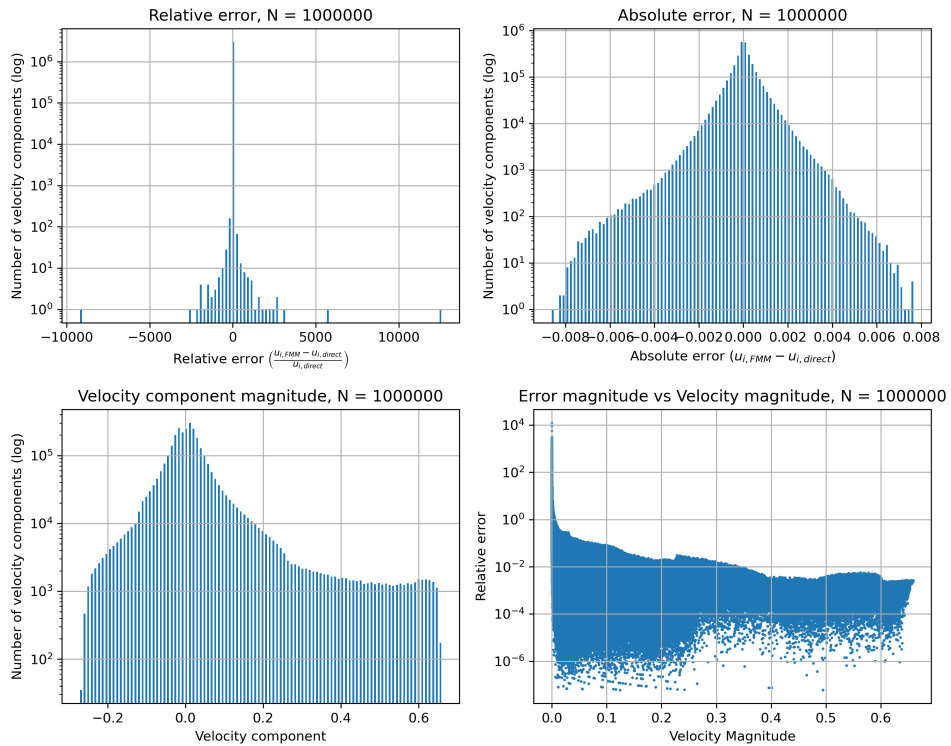 Relative error, N = 1000000
Number of velocity components (log)
10⁶
10⁵
10⁴
10³
10²
10¹
10⁰
−10000 −5000 0 5000 10000
Relative error (u_{i,FMM} − u_{i,direct} / u_{i,direct})
Absolute error, N = 1000000
Number of velocity components (log)
10⁶
10⁵
10⁴
10³
10²
10¹
10⁰
−0.008 −0.006 −0.004 −0.002 0.000 0.002 0.004 0.006 0.008
Absolute error (u_{i,FMM} − u_{i,direct})
Velocity component magnitude, N = 1000000
Number of velocity components (log)
10⁵
10⁴
10³
10²
−0.2 0.0 0.2 0.4 0.6
Velocity component
Error magnitude vs Velocity magnitude, N = 1000000
Relative error
10⁴
10²
10⁰
10⁻²
10⁻⁴
10⁻⁶
0.0 0.1 0.2 0.3 0.4 0.5 0.6
Velocity Magnitude